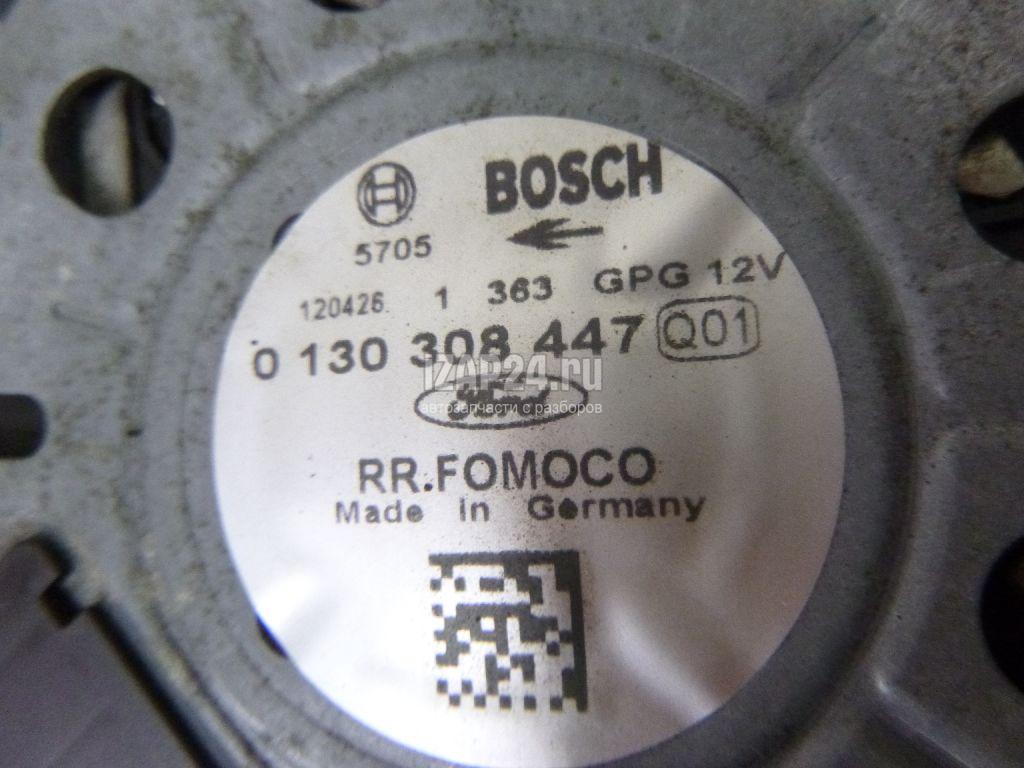 BOSCH
5705
120426. 1 363 GPG 12V
0 130 308 447 Q01
1ZAP24.ru
автозапчасти с разборов
RR.FOMOCO
Made in Germany